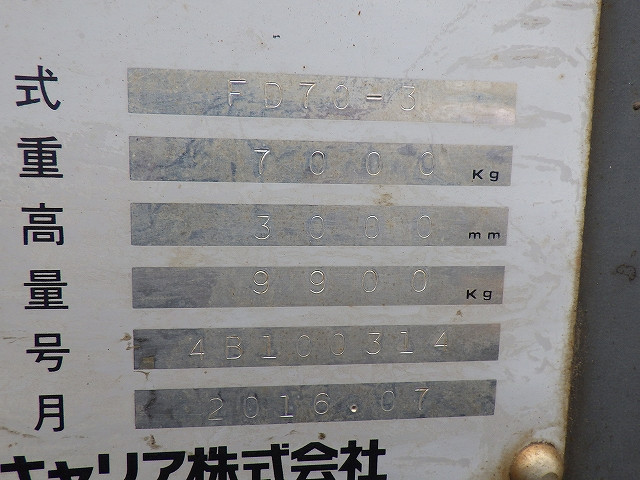 式 FD70-3
重 7000 Kg
高 3000 mm
量 9900 Kg
号 4B100314
月 2016.07
キャリア株式会社